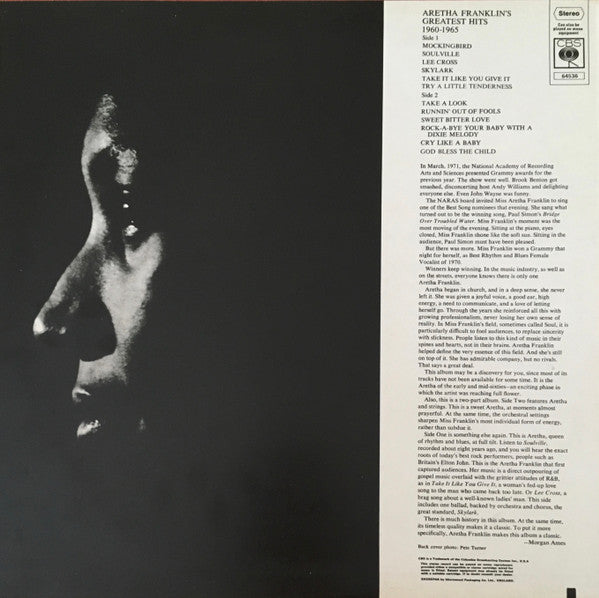 ARETHA FRANKLIN'S
GREATEST HITS
1960-1965
Side 1
MOCKINGBIRD
SOULVILLE
LEE CROSS
SKYLARK
TAKE IT LIKE YOU GIVE IT
TRY A LITTLE TENDERNESS
Side 2
TAKE A LOOK
RUNNIN' OUT OF FOOLS
SWEET BITTER LOVE
ROCK-A-BYE YOUR BABY WITH A
DIXIE MELODY
CRY LIKE A BABY
GOD BLESS THE CHILD
Stereo
Can also be
played on mono
equipment
CBS
64536
In March, 1971, the National Academy of Recording
Arts and Sciences presented Grammy awards for the
previous year. The show went well. Brook Benton got
smashed, disconcerting host Andy Williams and delighting
everyone else. Even John Wayne was funny.
The NARAS board invited Miss Aretha Franklin to sing
one of the Best Song nominees that evening. She sang what
turned out to be the winning song, Paul Simon's Bridge
Over Troubled Water. Miss Franklin's moment was the
most moving of the evening. Sitting at the piano, eyes
closed, Miss Franklin shone like the soft sun. Sitting in the
audience, Paul Simon must have been pleased.
But there was more. Miss Franklin won a Grammy that
night for herself, as Best Rhythm and Blues Female
Vocalist of 1970.
Winners keep winning. In the music industry, as well as
on the streets, everyone knows there is only one
Aretha Franklin.
Aretha began in church, and in a deep sense, she never
left it. She was given a joyful voice, a good ear, high
energy, a need to communicate, and a love of letting
herself go. Through the years she reinforced all this with
growing professionalism, never losing her own sense of
reality. In Miss Franklin's field, sometimes called Soul, it is
particularly difficult to fool audiences, to replace sincerity
with slickness. People listen to this kind of music in their
spines and hearts, not in their brains. Aretha Franklin
helped define the very essence of this field. And she's still
on top of it. She has admirable company, but no rivals.
That says a great deal.
This album may be a discovery for you, since most of its
tracks have not been available for some time. It is the
Aretha of the early and mid-sixties-an exciting phase in
which the artist was reaching full flower.
Also, this is a two-part album. Side Two features Aretha
and strings. This is a sweet Aretha, at moments almost
prayerful. At the same time, the orchestral settings
sharpen Miss Franklin's most individual form of energy,
rather than subdue it.
Side One is something else again. This is Aretha, queen
of rhythm and blues, at full tilt. Listen to Soulville,
recorded about eight years ago, and you will hear the exact
roots of today's best rock performers, people such as
Britain's Elton John. This is the Aretha Franklin that first
captured audiences. Her music is a direct outpouring of
gospel music overlaid with the grittier attitudes of R&B,
as in Take It Like You Give It, a woman's fed-up love
song to the man who came back too late. Or Lee Cross, a
brag song about a well-known ladies' man. This side
includes one ballad, backed by orchestra and chorus, the
great standard, Skylark.
There is much history in this album. At the same time,
its timeless quality makes it a classic. To put it more
specifically, Aretha Franklin makes this album a classic.
—Morgan Ames
Back cover photo: Pete Turner
CBS is a Trademark of the Columbia Broadcasting System Inc., U.S.A